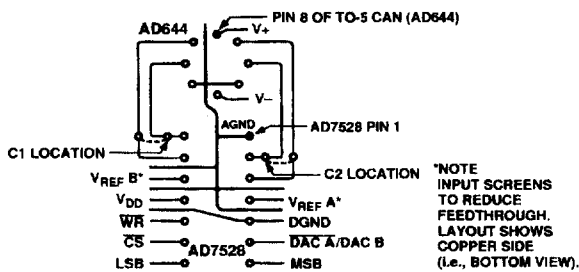 PIN 8 OF TO-5 CAN (AD644)
AD644
V+
V–
AGND
AD7528 PIN 1
C1 LOCATION
C2 LOCATION
VREF B*
VREF A*
VDD
DGND
WR
CS
DAC A/DAC B
AD7528
LSB
MSB
*NOTE
INPUT SCREENS
TO REDUCE
FEEDTHROUGH.
LAYOUT SHOWS
COPPER SIDE
(i.e., BOTTOM VIEW).